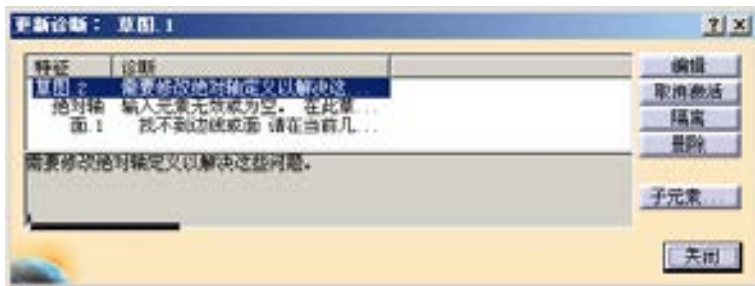 更新诊断： 草图.1
特征 诊断
草图.2 需要修改绝对轴定义以解决这...
绝对轴 输入元素无效或为空。 在此草...
面.1 找不到边线或面 请在当前几...
需要修改绝对轴定义以解决这些问题。
编辑
取消激活
隔离
删除
子元素...
关闭